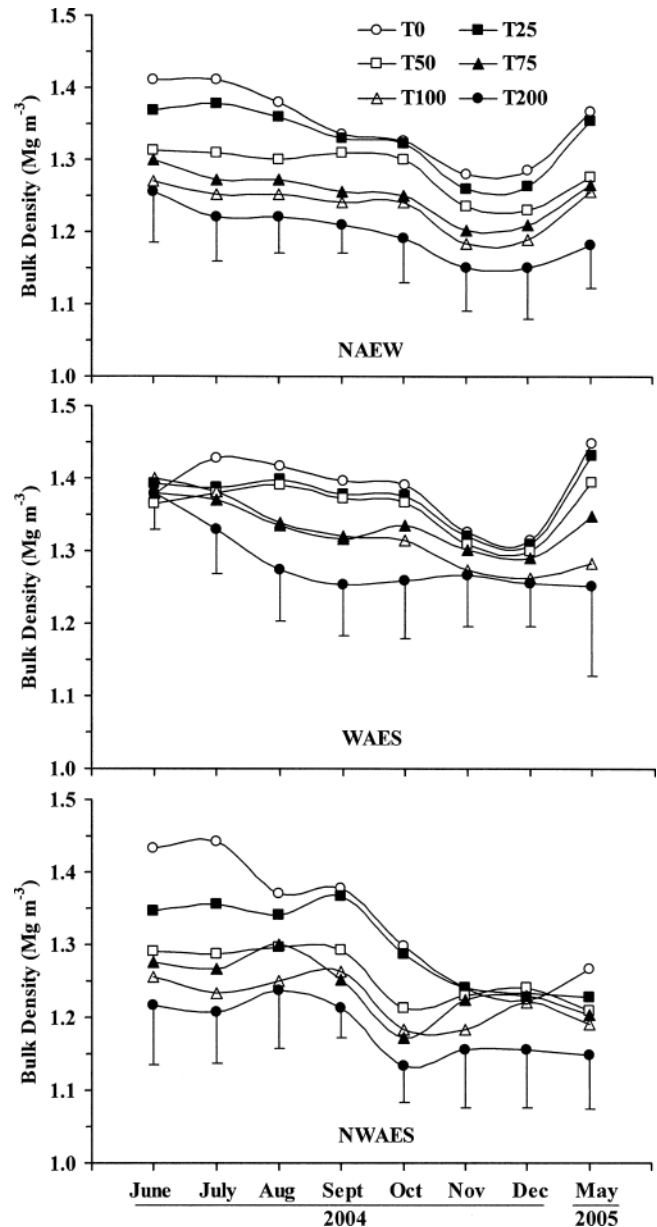 T0 T25
T50 T75
T100 T200
1.5
1.4
1.3
1.2
1.1
1.0
Bulk Density (Mg m⁻³)
NAEW
1.5
1.4
1.3
1.2
1.1
1.0
Bulk Density (Mg m⁻³)
WAES
1.5
1.4
1.3
1.2
1.1
1.0
Bulk Density (Mg m⁻³)
NWAES
June July Aug Sept Oct Nov Dec May
2004 2005